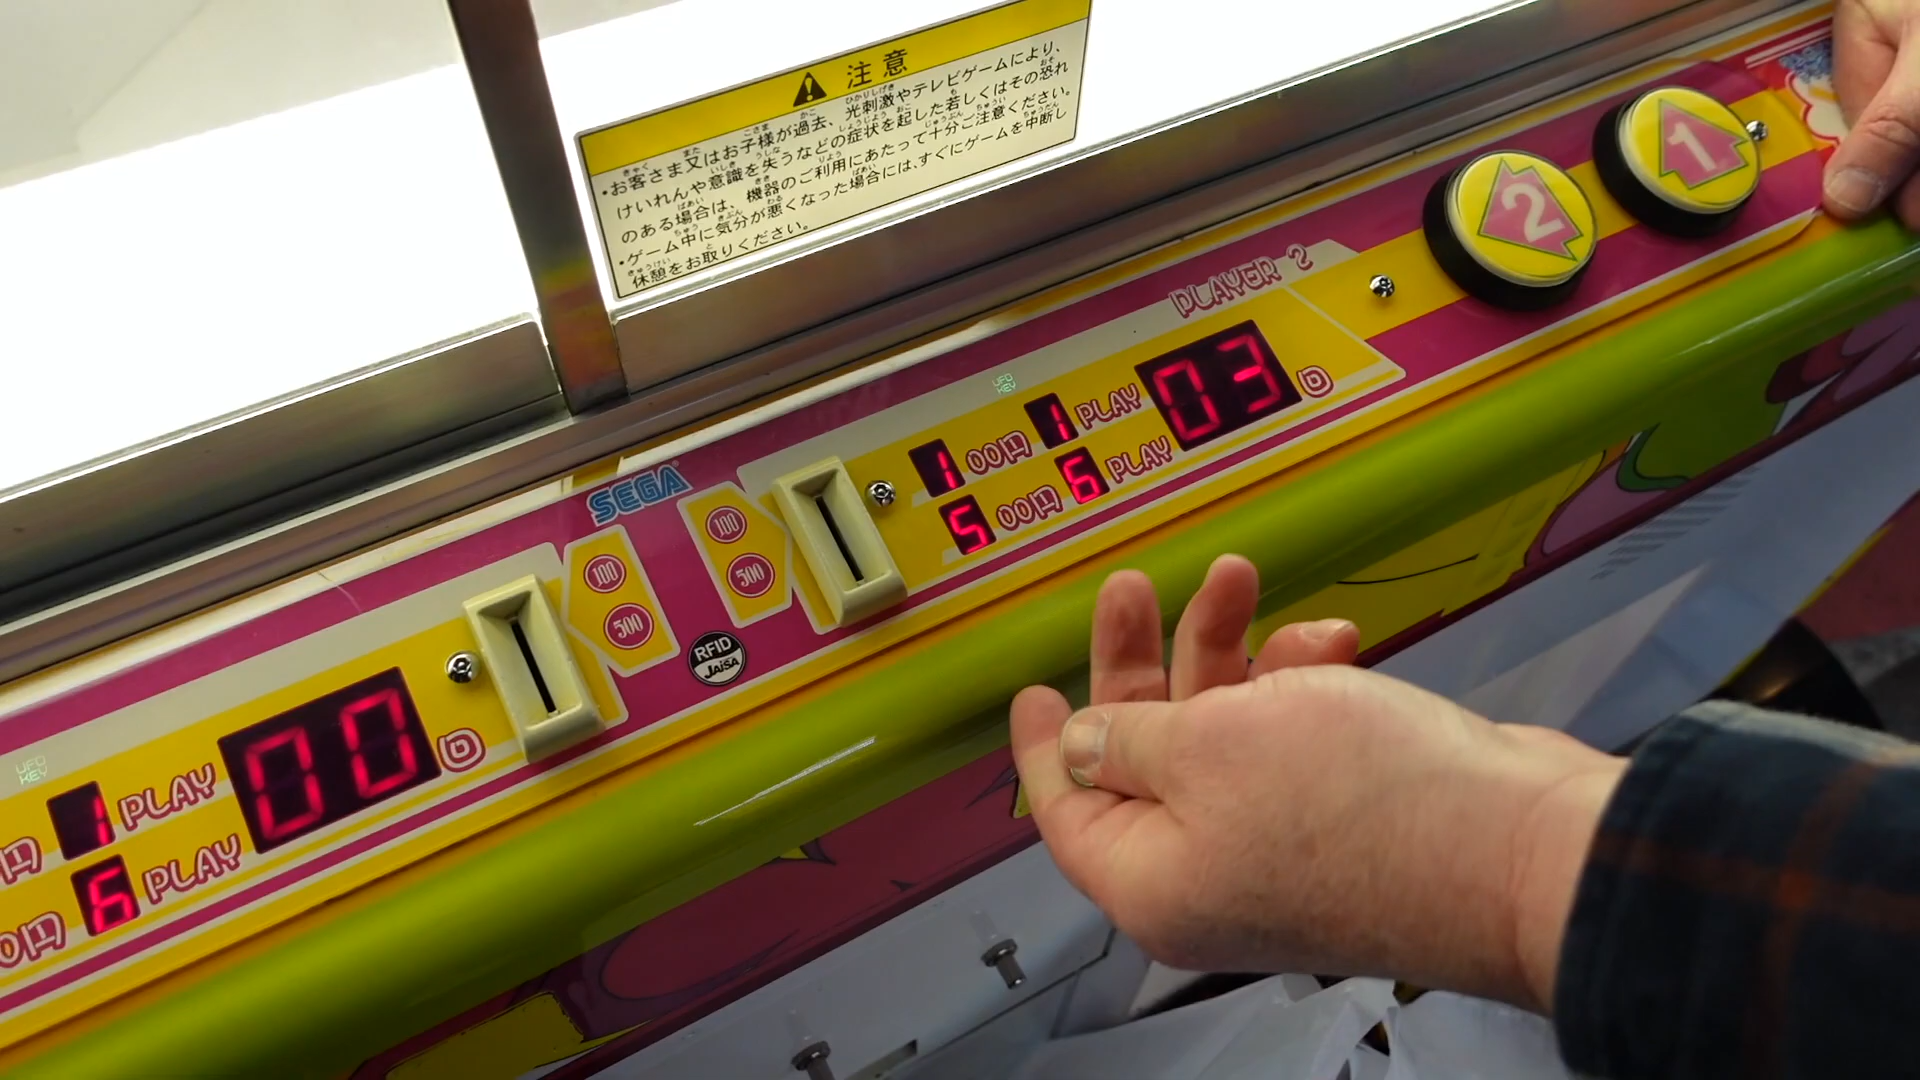 注意
・お客さま又はお子様が過去、光刺激やテレビゲームにより、
けいれんや意識を失うなどの症状を起した若しくはその恐れ
のある場合は、機器のご利用にあたって十分ご注意ください。
・ゲーム中に気分が悪くなった場合には、すぐにゲームを中断し
休憩をお取りください。
2
1
PLAYER 2
UFO
KEY
1 00円 1 PLAY
5 00円 6 PLAY
03
SEGA
100
500
100
500
RFID
JAISA
UFO
KEY
円 1 PLAY
0円 6 PLAY
00